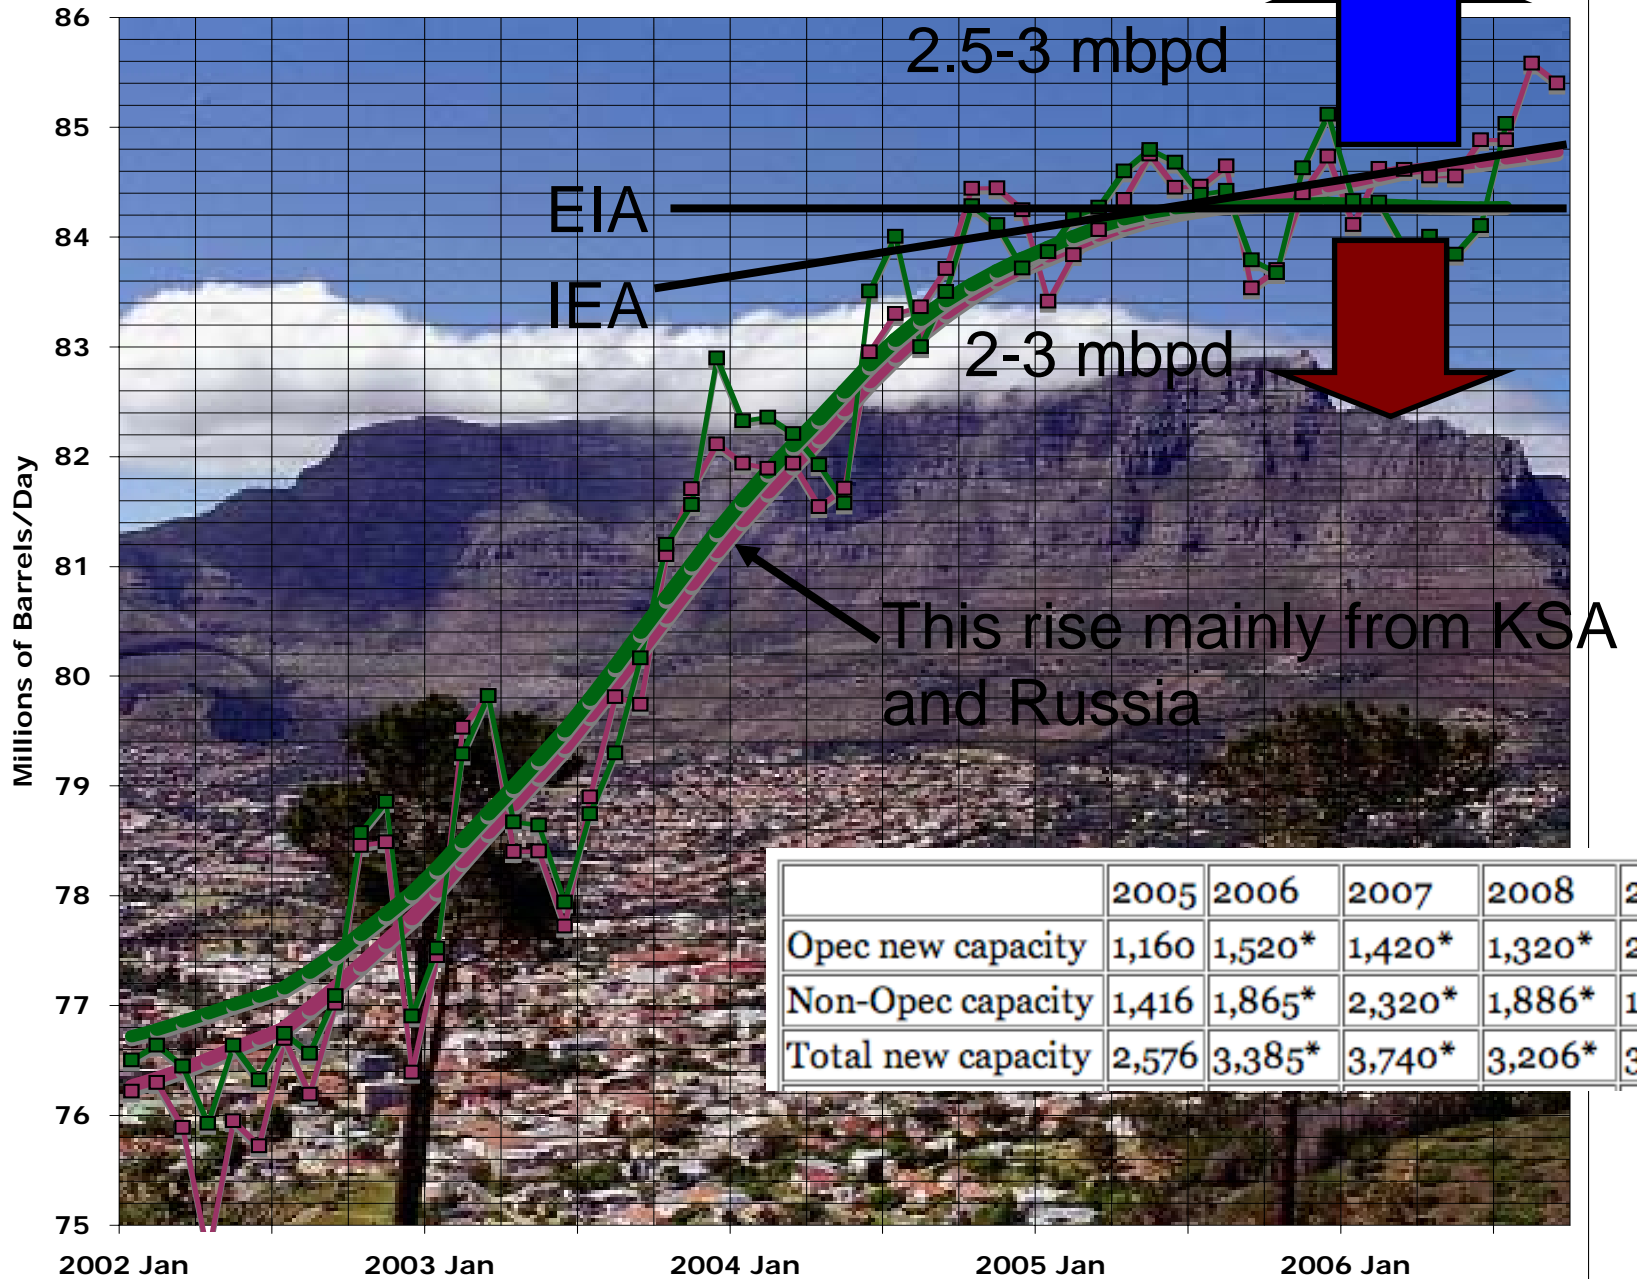 86
2.5-3 mbpd
85
EIA
84
IEA
83
2-3 mbpd
82
Millions of Barrels/Day
81
This rise mainly from KSA
and Russia
80
79
2005 2006 2007 2008 2
78
Opec new capacity 1,160 1,520* 1,420* 1,320* 2
77
Non-Opec capacity 1,416 1,865* 2,320* 1,886* 1
Total new capacity 2,576 3,385* 3,740* 3,206* 3
76
75
2002 Jan 2003 Jan 2004 Jan 2005 Jan 2006 Jan